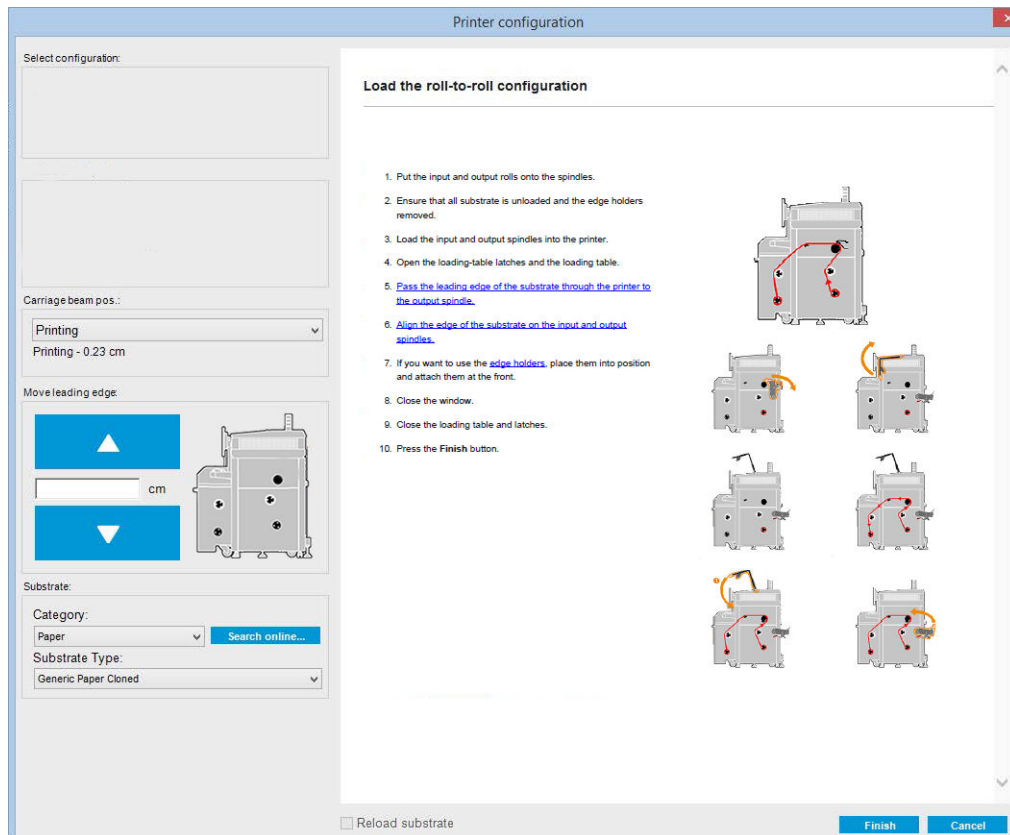 Printer configuration
Select configuration:
Carriage beam pos.:
Printing
Printing - 0.23 cm
Move leading edge:
cm
Substrate:
Category:
Paper
Search online...
Substrate Type:
Generic Paper Cloned
Load the roll-to-roll configuration
1. Put the input and output rolls onto the spindles.
2. Ensure that all substrate is unloaded and the edge holders
removed.
3. Load the input and output spindles into the printer.
4. Open the loading-table latches and the loading table.
5. Pass the leading edge of the substrate through the printer to
the output spindle.
6. Align the edge of the substrate on the input and output
spindles.
7. If you want to use the edge holders, place them into position
and attach them at the front.
8. Close the window.
9. Close the loading table and latches.
10. Press the Finish button.
Reload substrate
Finish
Cancel